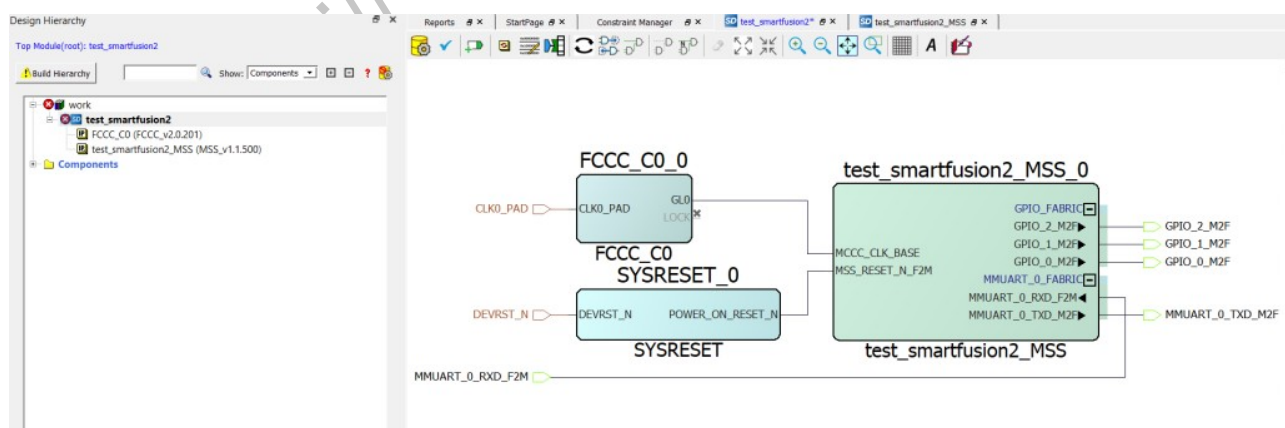 Design Hierarchy
Top Module(root): test_smartfusion2
Build Hierarchy
Show: Components
work
test_smartfusion2
FCCC_C0 (FCCC_v2.0.201)
test_smartfusion2_MSS (MSS_v1.1.500)
Components
Reports
StartPage
Constraint Manager
test_smartfusion2*
test_smartfusion2_MSS
FCCC_C0_0
CLK0_PAD
CLK0_PAD
GL0
LOCK
FCCC_C0
SYSRESET_0
DEVRST_N
DEVRST_N
POWER_ON_RESET_N
SYSRESET
MMUART_0_RXD_F2M
test_smartfusion2_MSS_0
MCCC_CLK_BASE
MSS_RESET_N_F2M
GPIO_FABRIC
GPIO_2_M2F
GPIO_1_M2F
GPIO_0_M2F
MMUART_0_FABRIC
MMUART_0_RXD_F2M
MMUART_0_TXD_M2F
test_smartfusion2_MSS
GPIO_2_M2F
GPIO_1_M2F
GPIO_0_M2F
MMUART_0_TXD_M2F